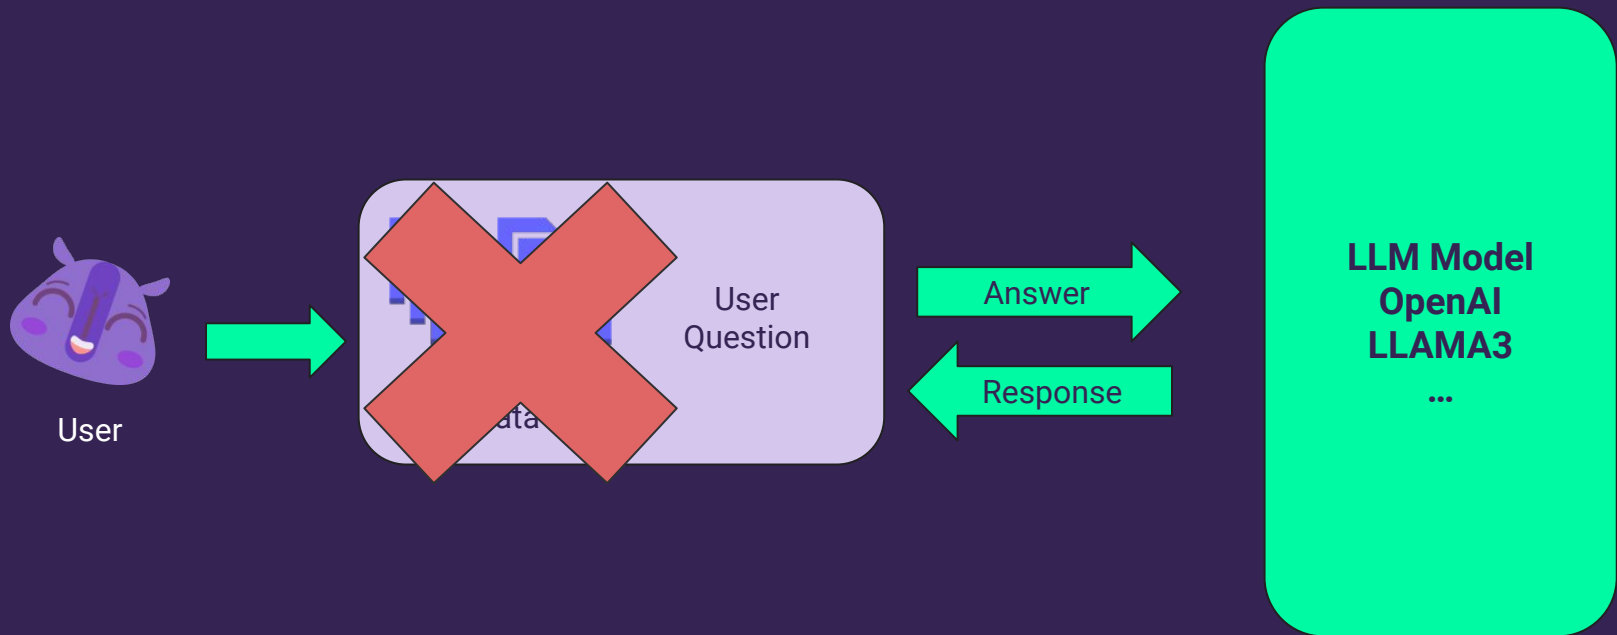 User
Question
Answer
Response
User
LLM Model
OpenAI
LLAMA3
...